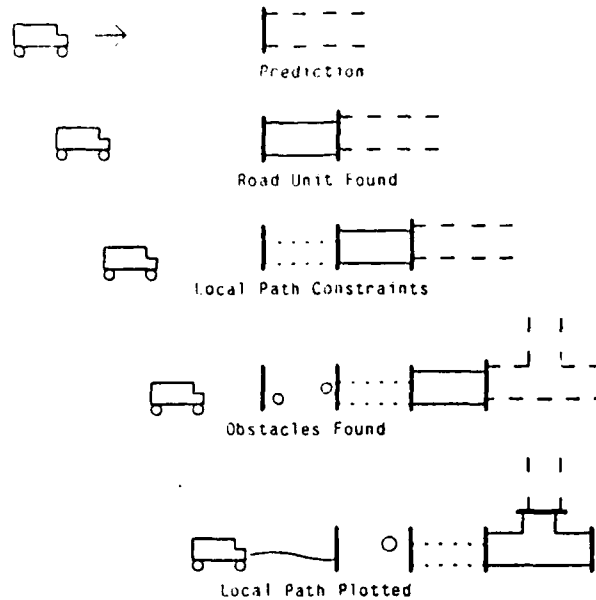 Prediction
Road Unit Found
Local Path Constraints
Obstacles Found
Local Path Plotted